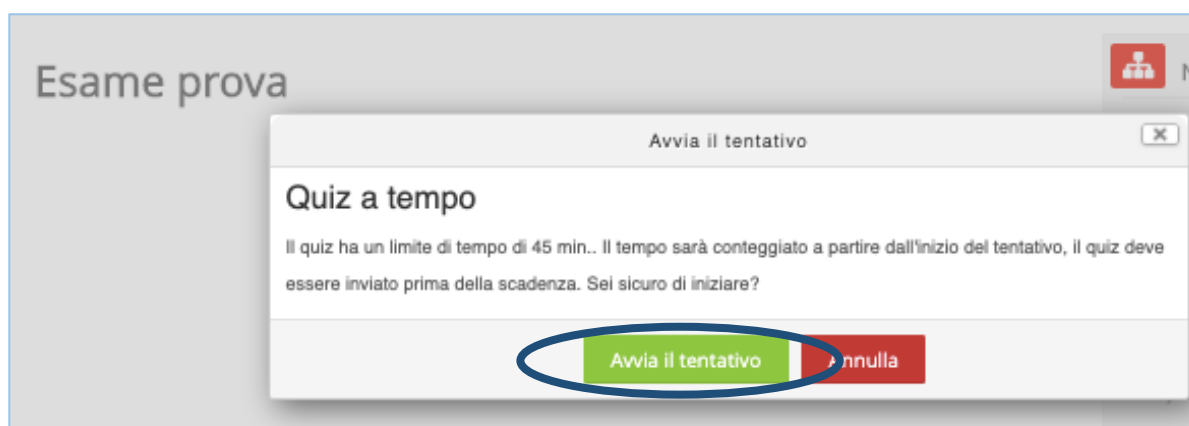 Esame prova
Avvia il tentativo
Quiz a tempo
Il quiz ha un limite di tempo di 45 min.. Il tempo sarà conteggiato a partire dall'inizio del tentativo, il quiz deve
essere inviato prima della scadenza. Sei sicuro di iniziare?
Avvia il tentativo
Annulla